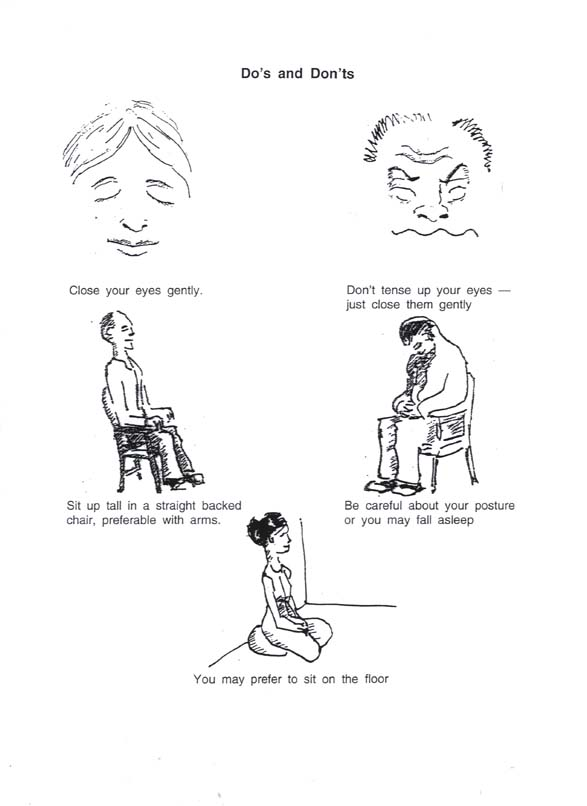 Do's and Don'ts
Close your eyes gently.
Don't tense up your eyes —
just close them gently
Sit up tall in a straight backed
chair, preferable with arms.
Be careful about your posture
or you may fall asleep
You may prefer to sit on the floor